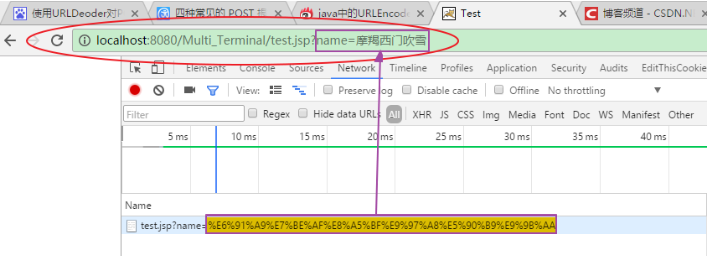 使用URLDeoder对P
四种常见的 POST 提
java中的URLEncod
Test
博客频道 - CSDN.N
localhost:8080/Multi_Terminal/test.jsp?name=摩羯西门吹雪
Elements Console Sources Network Timeline Profiles Application Security Audits EditThisCookie
View: Preserve log Disable cache Offline No throttling
Filter Regex Hide data URLs All XHR JS CSS Img Media Font Doc WS Manifest Other
5 ms 10 ms 15 ms 20 ms 25 ms 30 ms 35 ms 40 ms
Name
test.jsp?name=%E6%91%A9%E7%BE%AF%E8%A5%BF%E9%97%A8%E5%90%B9%E9%9B%AA